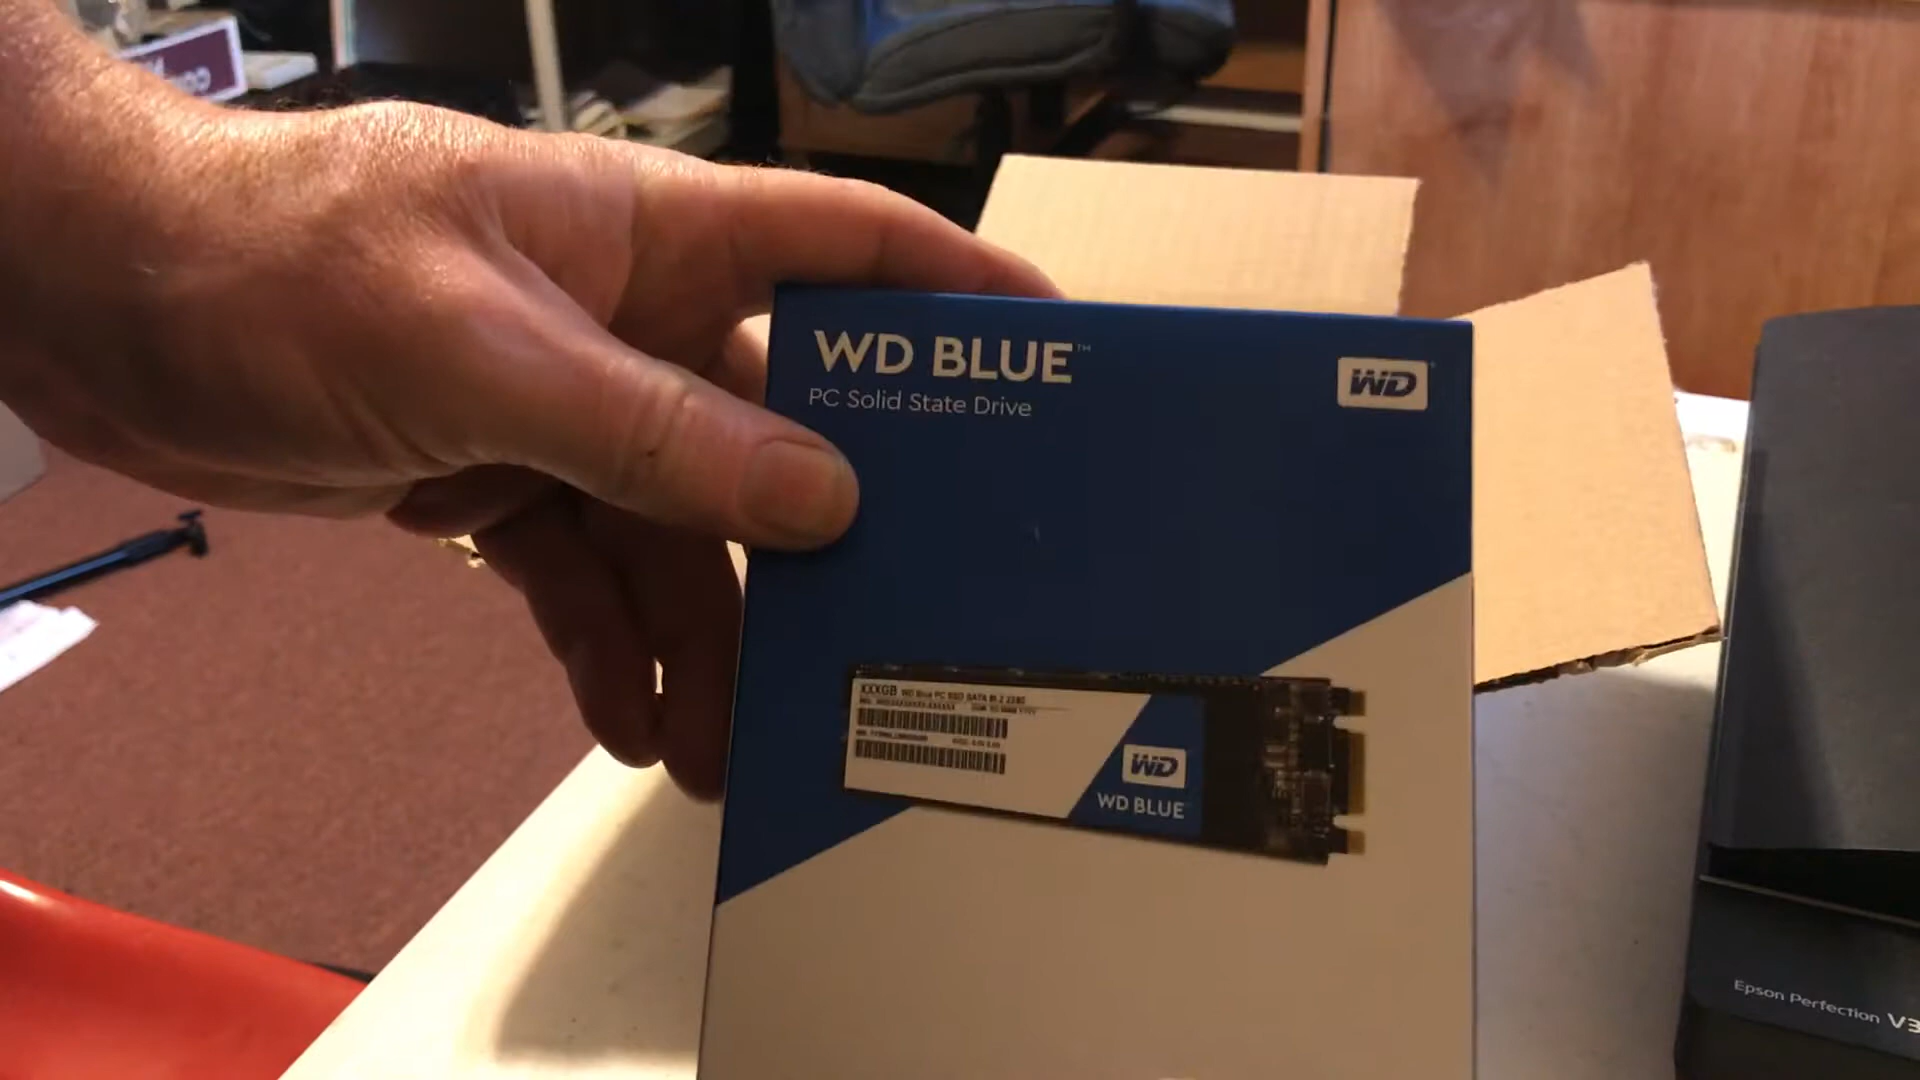 WD BLUE™
PC Solid State Drive
WD
XXXGB WD Blue PC SSD SATA M.2 2280
WD
WD BLUE
Epson Perfection V3